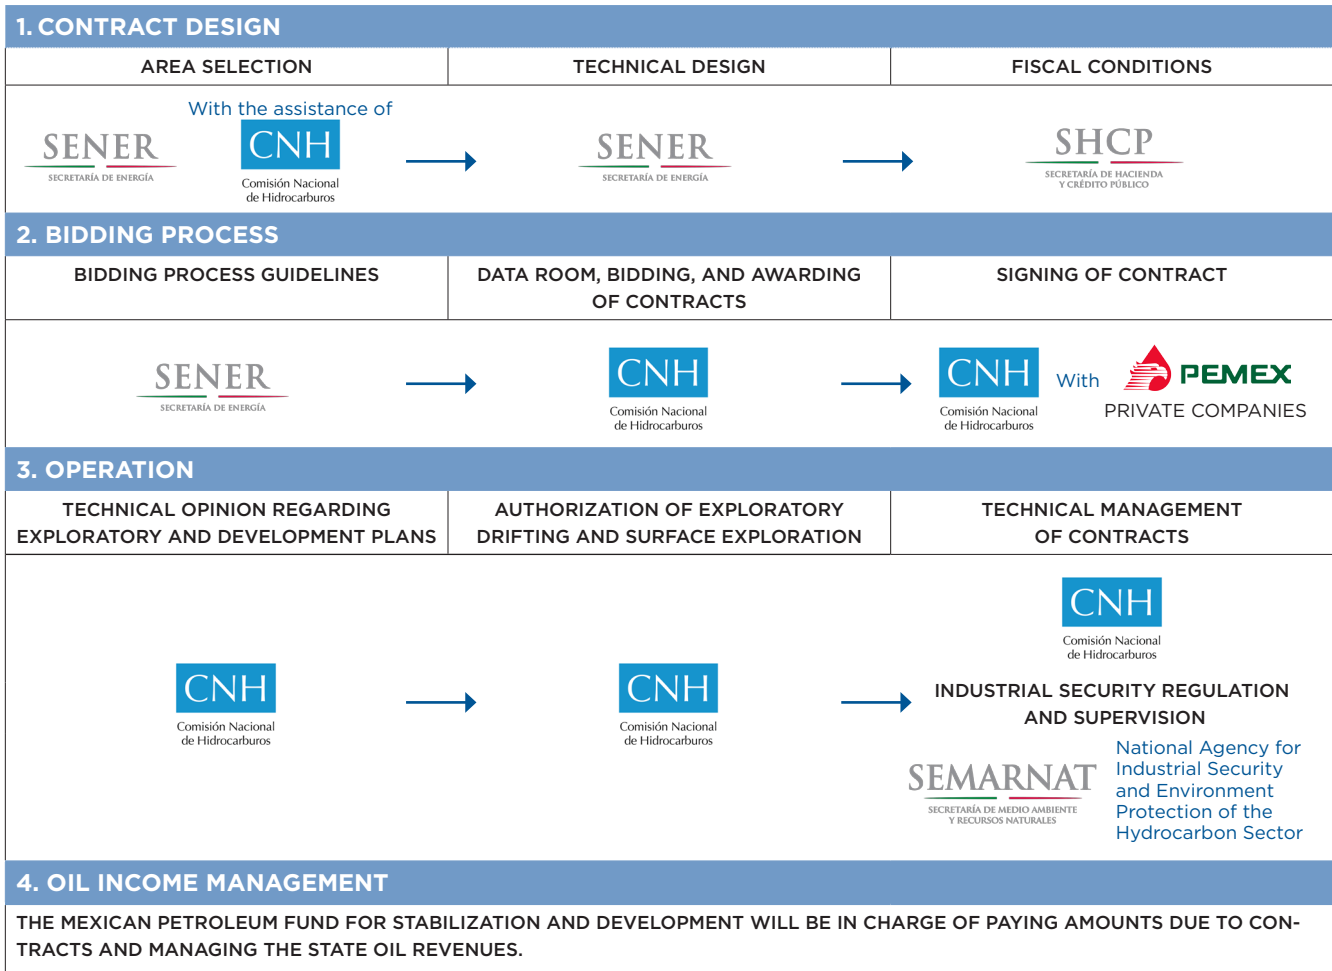 1. CONTRACT DESIGN
AREA SELECTION
TECHNICAL DESIGN
FISCAL CONDITIONS
With the assistance of
SENER
SECRETARÍA DE ENERGÍA
CNH
Comisión Nacional
de Hidrocarburos
SENER
SECRETARÍA DE ENERGÍA
SHCP
SECRETARÍA DE HACIENDA
Y CRÉDITO PÚBLICO
2. BIDDING PROCESS
BIDDING PROCESS GUIDELINES
DATA ROOM, BIDDING, AND AWARDING
OF CONTRACTS
SIGNING OF CONTRACT
SENER
SECRETARÍA DE ENERGÍA
CNH
Comisión Nacional
de Hidrocarburos
CNH
Comisión Nacional
de Hidrocarburos
With
PEMEX
PRIVATE COMPANIES
3. OPERATION
TECHNICAL OPINION REGARDING
EXPLORATORY AND DEVELOPMENT PLANS
AUTHORIZATION OF EXPLORATORY
DRIFTING AND SURFACE EXPLORATION
TECHNICAL MANAGEMENT
OF CONTRACTS
CNH
Comisión Nacional
de Hidrocarburos
CNH
Comisión Nacional
de Hidrocarburos
CNH
Comisión Nacional
de Hidrocarburos
INDUSTRIAL SECURITY REGULATION
AND SUPERVISION
SEMARNAT
SECRETARÍA DE MEDIO AMBIENTE
Y RECURSOS NATURALES
National Agency for
Industrial Security
and Environment
Protection of the
Hydrocarbon Sector
4. OIL INCOME MANAGEMENT
THE MEXICAN PETROLEUM FUND FOR STABILIZATION AND DEVELOPMENT WILL BE IN CHARGE OF PAYING AMOUNTS DUE TO CON-
TRACTS AND MANAGING THE STATE OIL REVENUES.